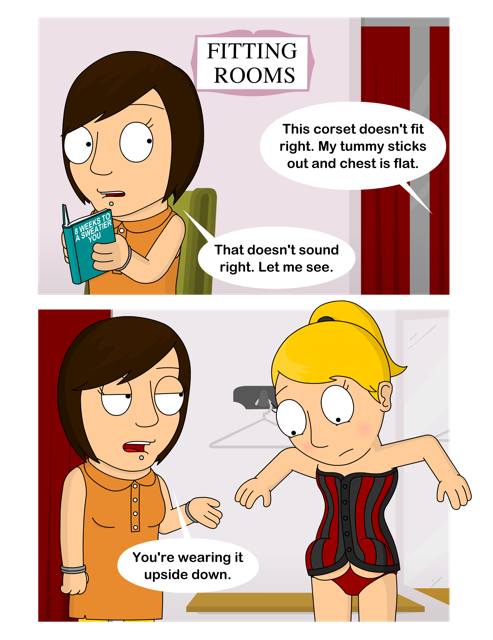 FITTING
ROOMS
This corset doesn't fit
right. My tummy sticks
out and chest is flat.
8 WEEKS TO
A SWEATIER
YOU
That doesn't sound
right. Let me see.
You're wearing it
upside down.